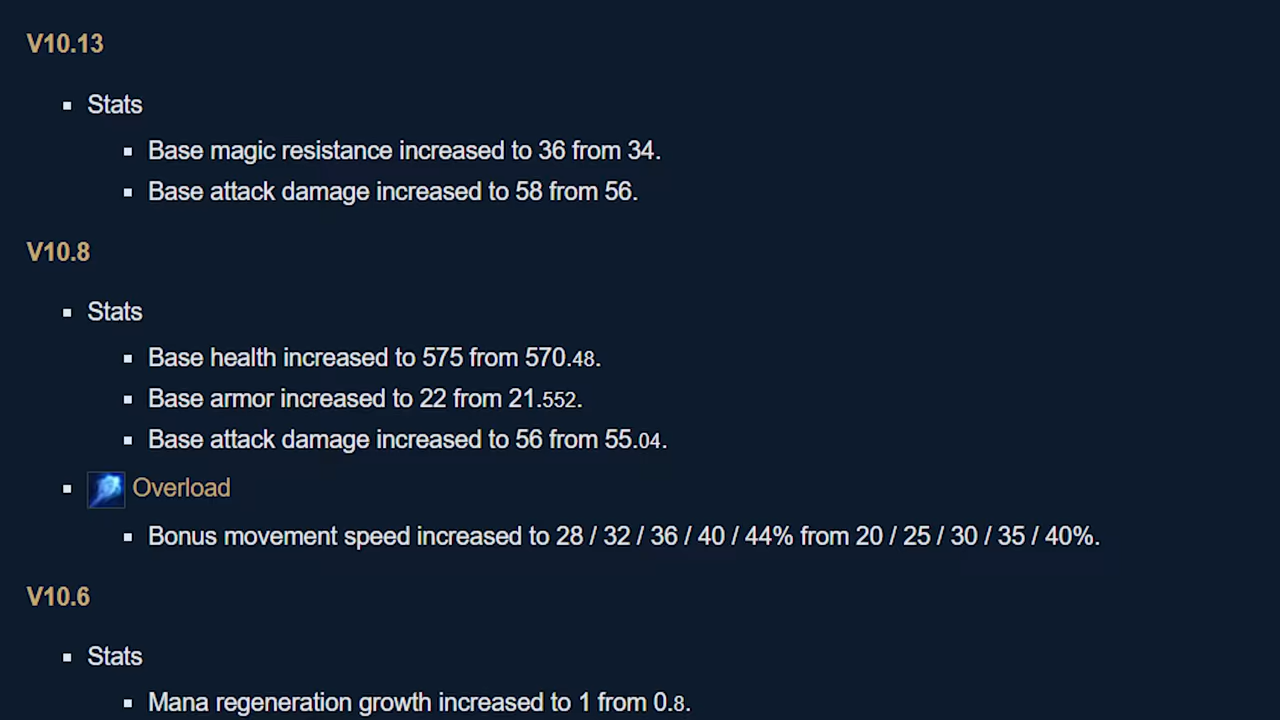 V10.13
Stats
Base magic resistance increased to 36 from 34.
Base attack damage increased to 58 from 56.
V10.8
Stats
Base health increased to 575 from 570.48.
Base armor increased to 22 from 21.552.
Base attack damage increased to 56 from 55.04.
Overload
Bonus movement speed increased to 28 / 32 / 36 / 40 / 44% from 20 / 25 / 30 / 35 / 40%.
V10.6
Stats
Mana regeneration growth increased to 1 from 0.8.